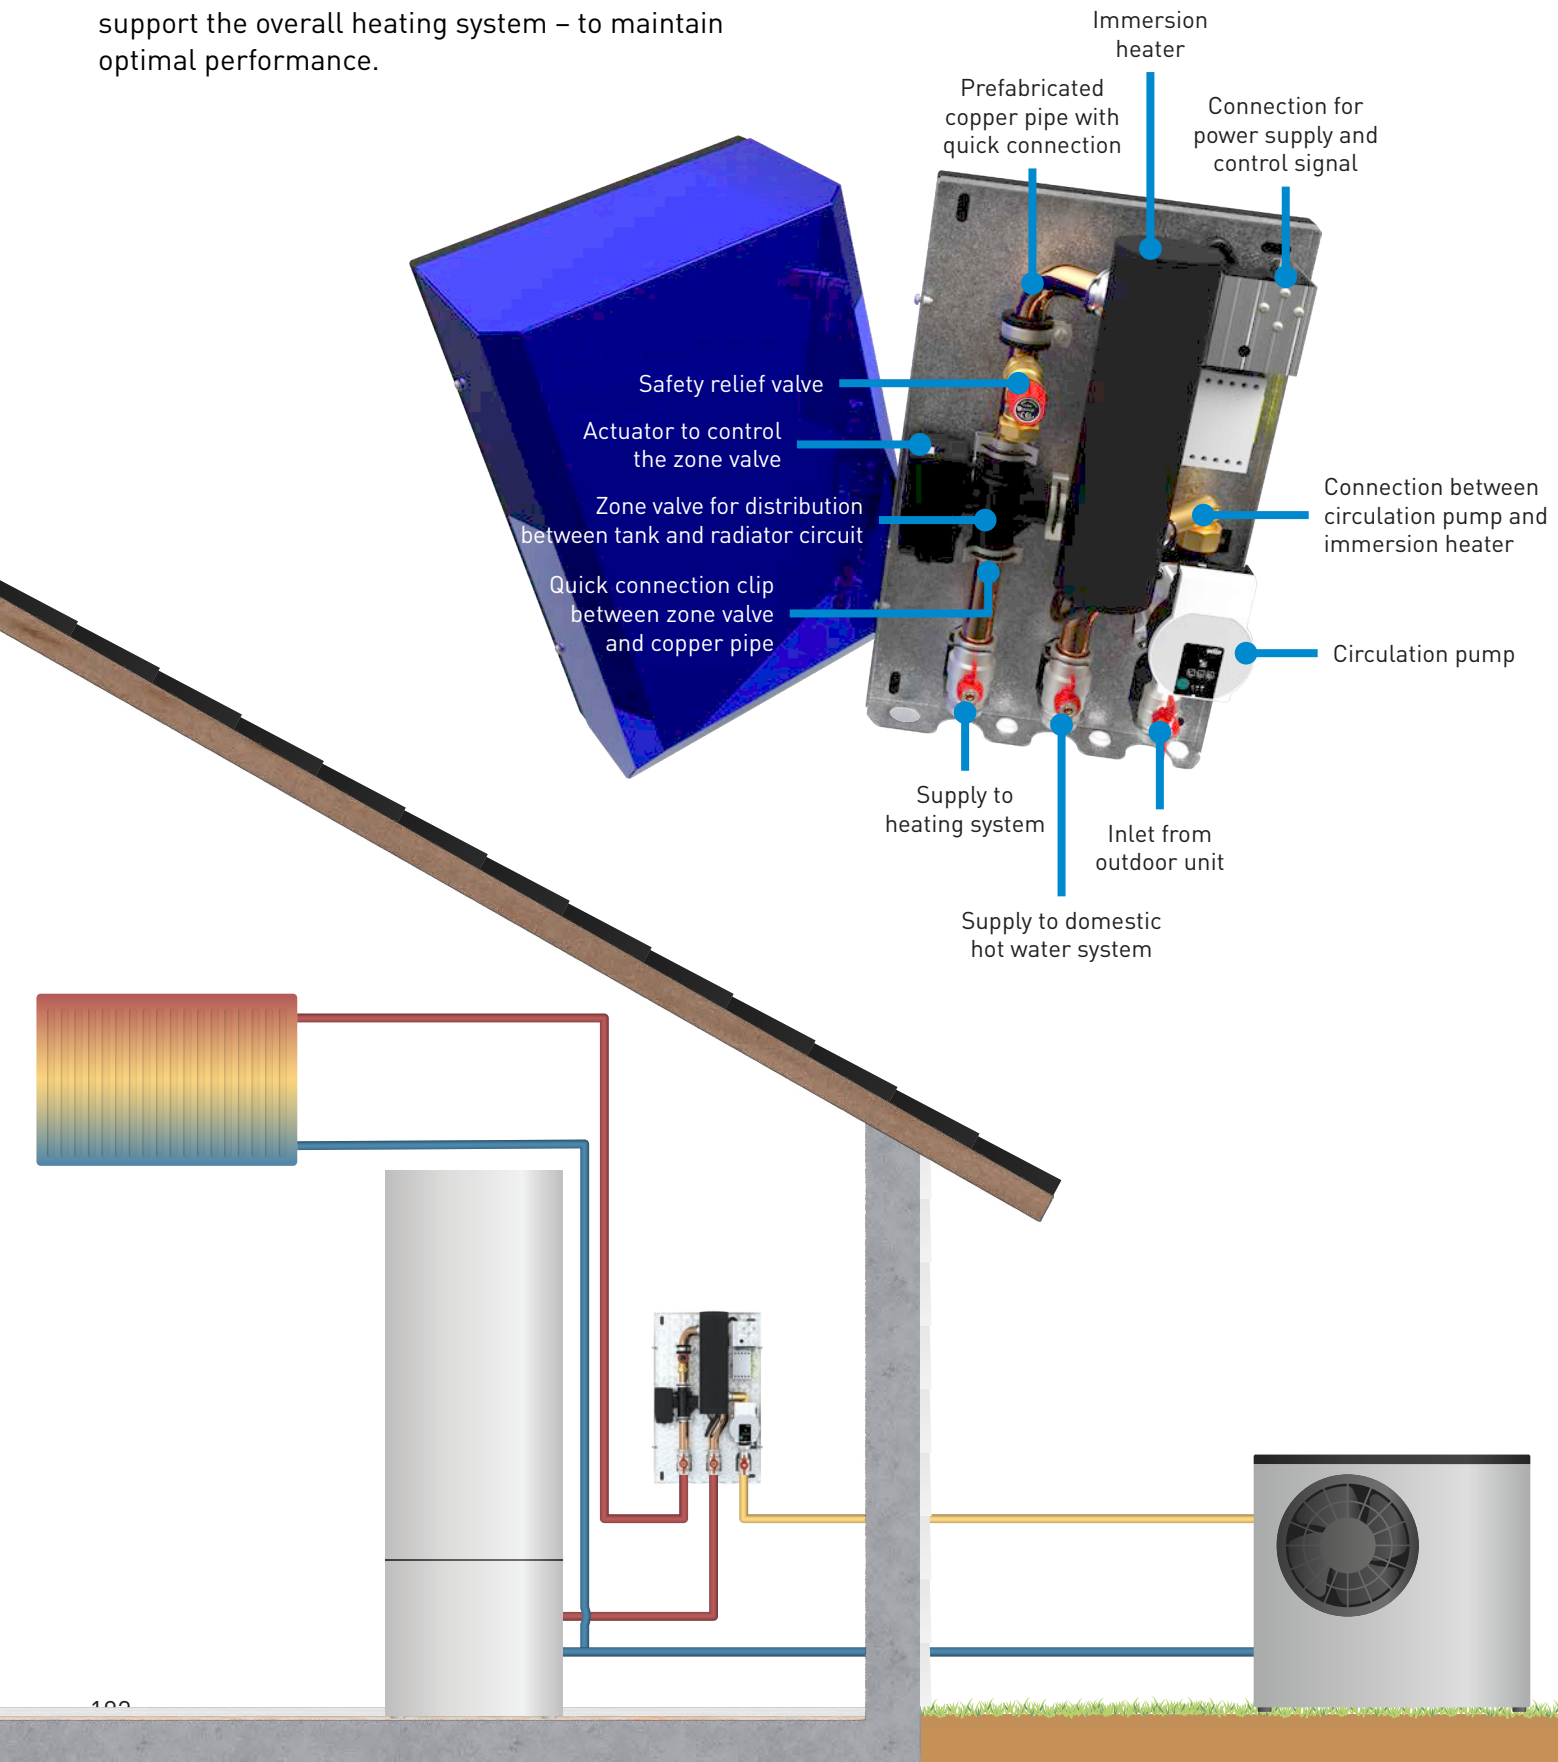 support the overall heating system – to maintain
optimal performance.
Immersion
heater
Prefabricated
copper pipe with
quick connection
Connection for
power supply and
control signal
Safety relief valve
Actuator to control
the zone valve
Zone valve for distribution
between tank and radiator circuit
Quick connection clip
between zone valve
and copper pipe
Connection between
circulation pump and
immersion heater
Circulation pump
Supply to
heating system
Inlet from
outdoor unit
Supply to domestic
hot water system